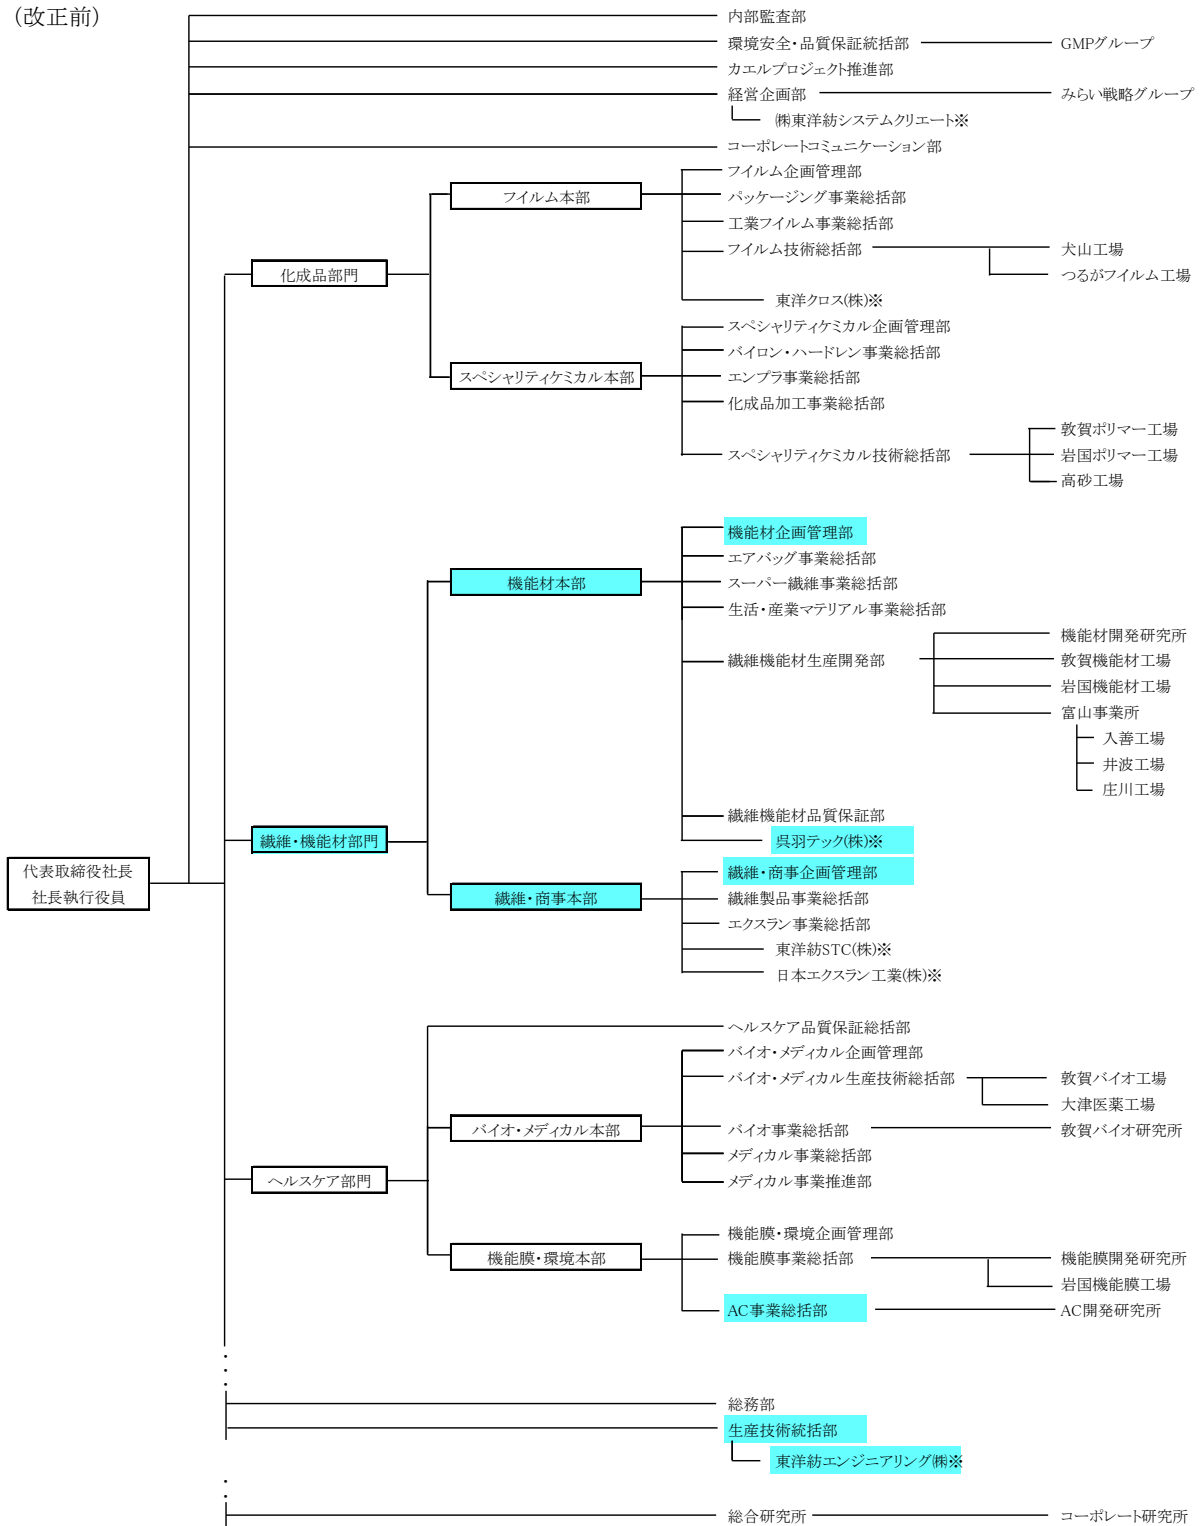 (改正前)
内部監査部
環境安全・品質保証統括部
GMPグループ
カエルプロジェクト推進部
経営企画部
みらい戦略グループ
㈱東洋紡システムクリエート※
コーポレートコミュニケーション部
フイルム企画管理部
フイルム本部
パッケージング事業総括部
工業フイルム事業総括部
フイルム技術総括部
犬山工場
化成品部門
つるがフイルム工場
東洋クロス(株)※
スペシャリティケミカル企画管理部
バイロン・ハードレン事業総括部
スペシャリティケミカル本部
エンプラ事業総括部
化成品加工事業総括部
敦賀ポリマー工場
スペシャリティケミカル技術総括部
岩国ポリマー工場
高砂工場
機能材企画管理部
エアバッグ事業総括部
機能材本部
スーパー繊維事業総括部
生活・産業マテリアル事業総括部
機能材開発研究所
繊維機能材生産開発部
敦賀機能材工場
岩国機能材工場
富山事業所
入善工場
井波工場
庄川工場
繊維機能材品質保証部
繊維・機能材部門
呉羽テック(株)※
代表取締役社長
社長執行役員
繊維・商事企画管理部
繊維・商事本部
繊維製品事業総括部
エクスラン事業総括部
東洋紡STC(株)※
日本エクスラン工業(株)※
ヘルスケア品質保証総括部
バイオ・メディカル企画管理部
バイオ・メディカル生産技術総括部
敦賀バイオ工場
大津医薬工場
バイオ・メディカル本部
バイオ事業総括部
敦賀バイオ研究所
メディカル事業総括部
ヘルスケア部門
メディカル事業推進部
機能膜・環境企画管理部
機能膜・環境本部
機能膜事業総括部
機能膜開発研究所
岩国機能膜工場
AC事業総括部
AC開発研究所
総務部
生産技術統括部
東洋紡エンジニアリング㈱※
総合研究所
コーポレート研究所